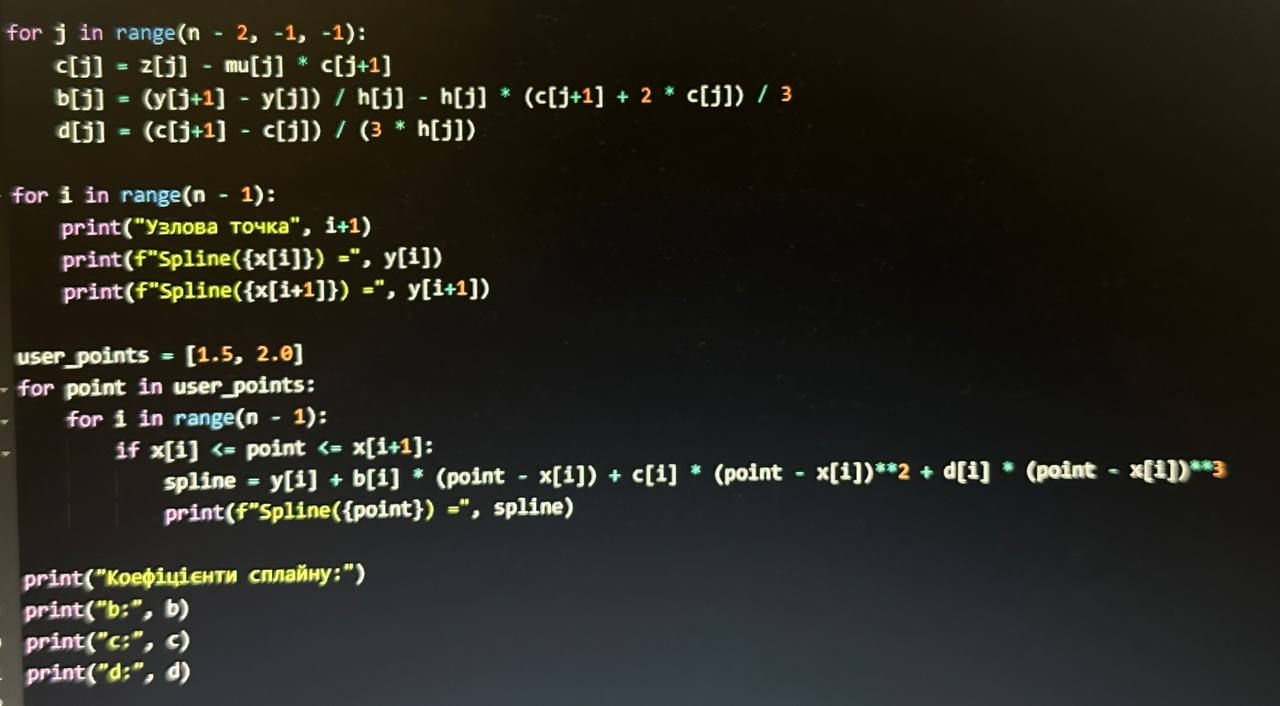 for j in range(n - 2, -1, -1):
    c[j] = z[j] - mu[j] * c[j+1]
    b[j] = (y[j+1] - y[j]) / h[j] - h[j] * (c[j+1] + 2 * c[j]) / 3
    d[j] = (c[j+1] - c[j]) / (3 * h[j])
for i in range(n - 1):
    print("Узлова точка", i+1)
    print(f"Spline({x[i]}) =", y[i])
    print(f"Spline({x[i+1]}) =", y[i+1])
user_points = [1.5, 2.0]
for point in user_points:
    for i in range(n - 1):
        if x[i] <= point <= x[i+1]:
            spline = y[i] + b[i] * (point - x[i]) + c[i] * (point - x[i])**2 + d[i] * (point - x[i])**3
            print(f"Spline({point}) =", spline)
print("Коефіцієнти сплайну:")
print("b:", b)
print("c:", c)
print("d:", d)